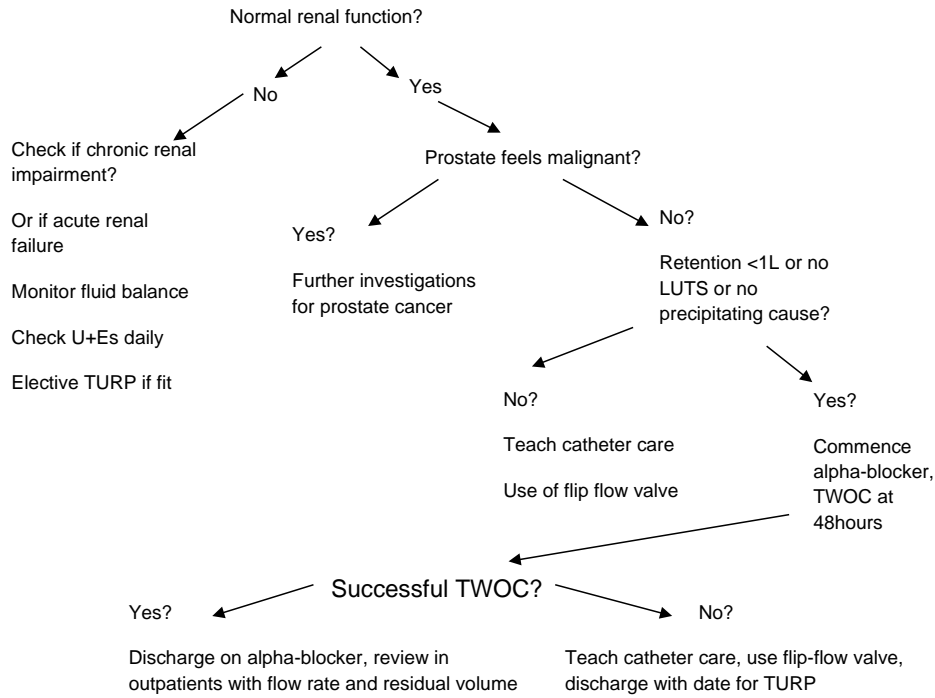 Normal renal function?
No
Yes
Check if chronic renal
impairment?
Or if acute renal
failure
Monitor fluid balance
Check U+Es daily
Elective TURP if fit
Prostate feels malignant?
Yes?
Further investigations
for prostate cancer
No?
Retention <1L or no
LUTS or no
precipitating cause?
No?
Teach catheter care
Use of flip flow valve
Yes?
Commence
alpha-blocker,
TWOC at
48hours
Successful TWOC?
Yes?
Discharge on alpha-blocker, review in
outpatients with flow rate and residual volume
No?
Teach catheter care, use flip-flow valve,
discharge with date for TURP